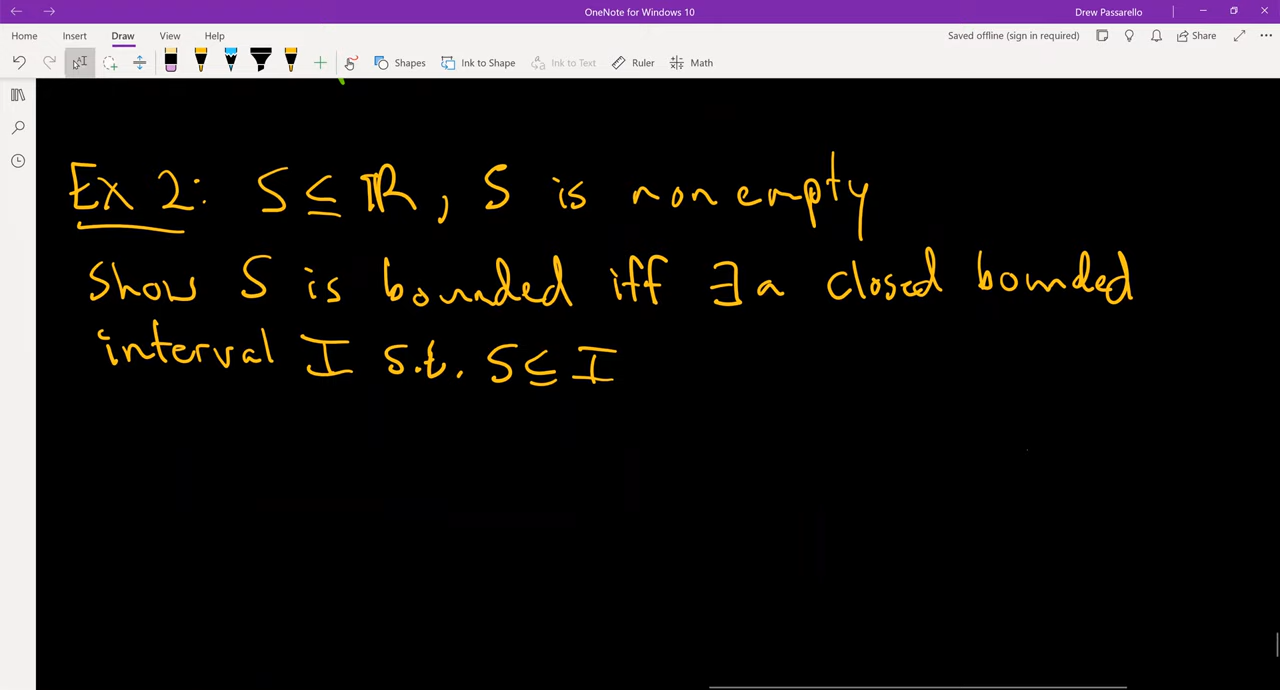 OneNote for Windows 10
Drew Passarello
Home Insert Draw View Help
Saved offline (sign in required)
Share
Shapes
Ink to Shape
Ink to Text
Ruler
Math
Ex 2: S ⊆ ℝ, S is nonempty
Show S is bounded iff ∃ a closed bounded
interval I s.t. S ⊆ I